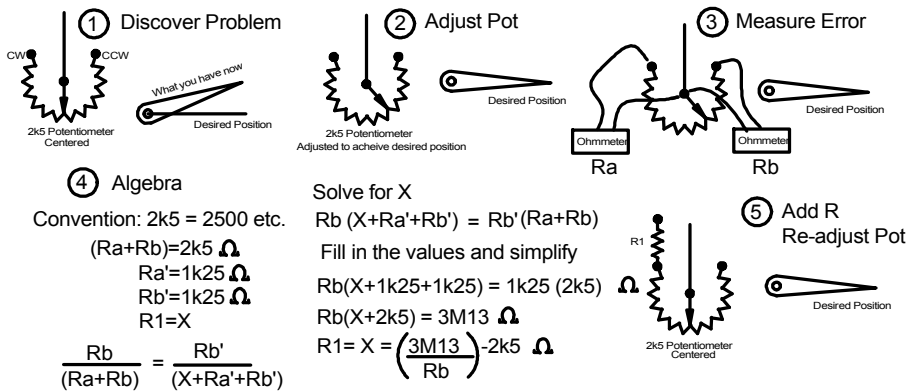 1 Discover Problem
CW
CCW
What you have now
Desired Position
2k5 Potentiometer
Centered
2 Adjust Pot
Desired Position
2k5 Potentiometer
Adjusted to acheive desired position
3 Measure Error
Desired Position
Ohmmeter
Ohmmeter
Ra
Rb
4 Algebra
Convention: 2k5 = 2500 etc.
(Ra+Rb)=2k5 Ω
Ra'=1k25 Ω
Rb'=1k25 Ω
R1=X
Rb/(Ra+Rb) = Rb'/(X+Ra'+Rb')
Solve for X
Rb (X+Ra'+Rb') = Rb' (Ra+Rb)
Fill in the values and simplify
Rb(X+1k25+1k25) = 1k25 (2k5) Ω
Rb(X+2k5) = 3M13 Ω
R1= X = (3M13/Rb)-2k5 Ω
5 Add R
Re-adjust Pot
R1
Desired Position
2k5 Potentiometer
Centered